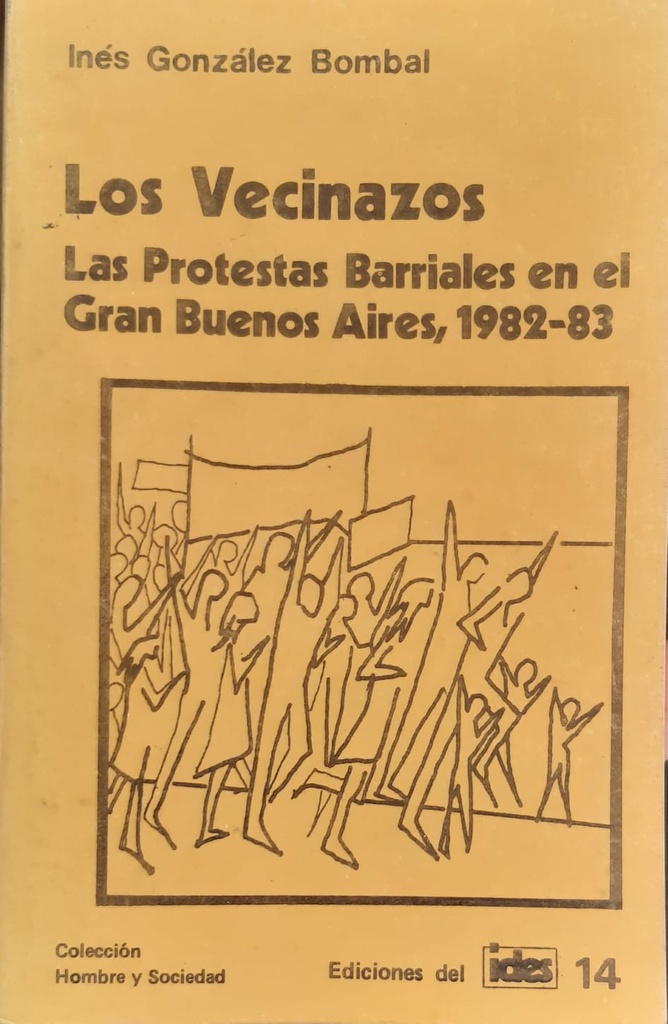 Inés González Bombal
Los Vecinazos
Las Protestas Barriales en el
Gran Buenos Aires, 1982-83
Colección
Hombre y Sociedad
Ediciones del ides 14